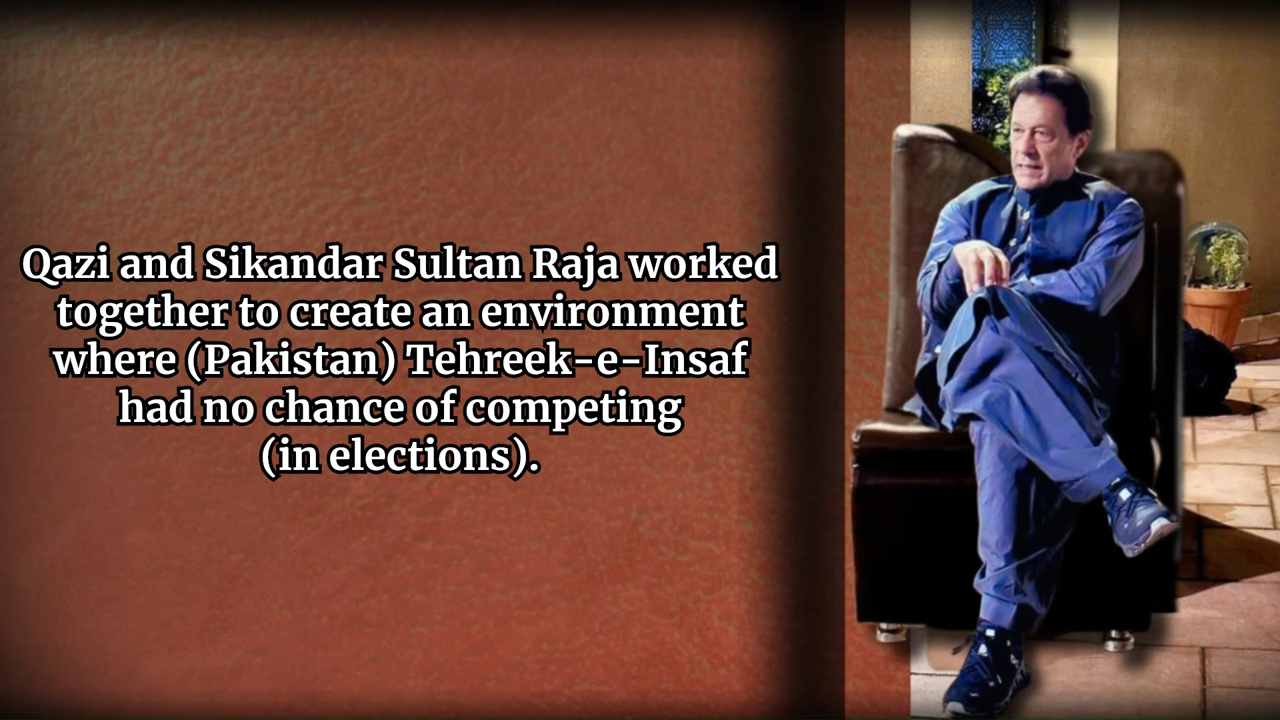 Qazi and Sikandar Sultan Raja worked
together to create an environment
where (Pakistan) Tehreek-e-Insaf
had no chance of competing
(in elections).